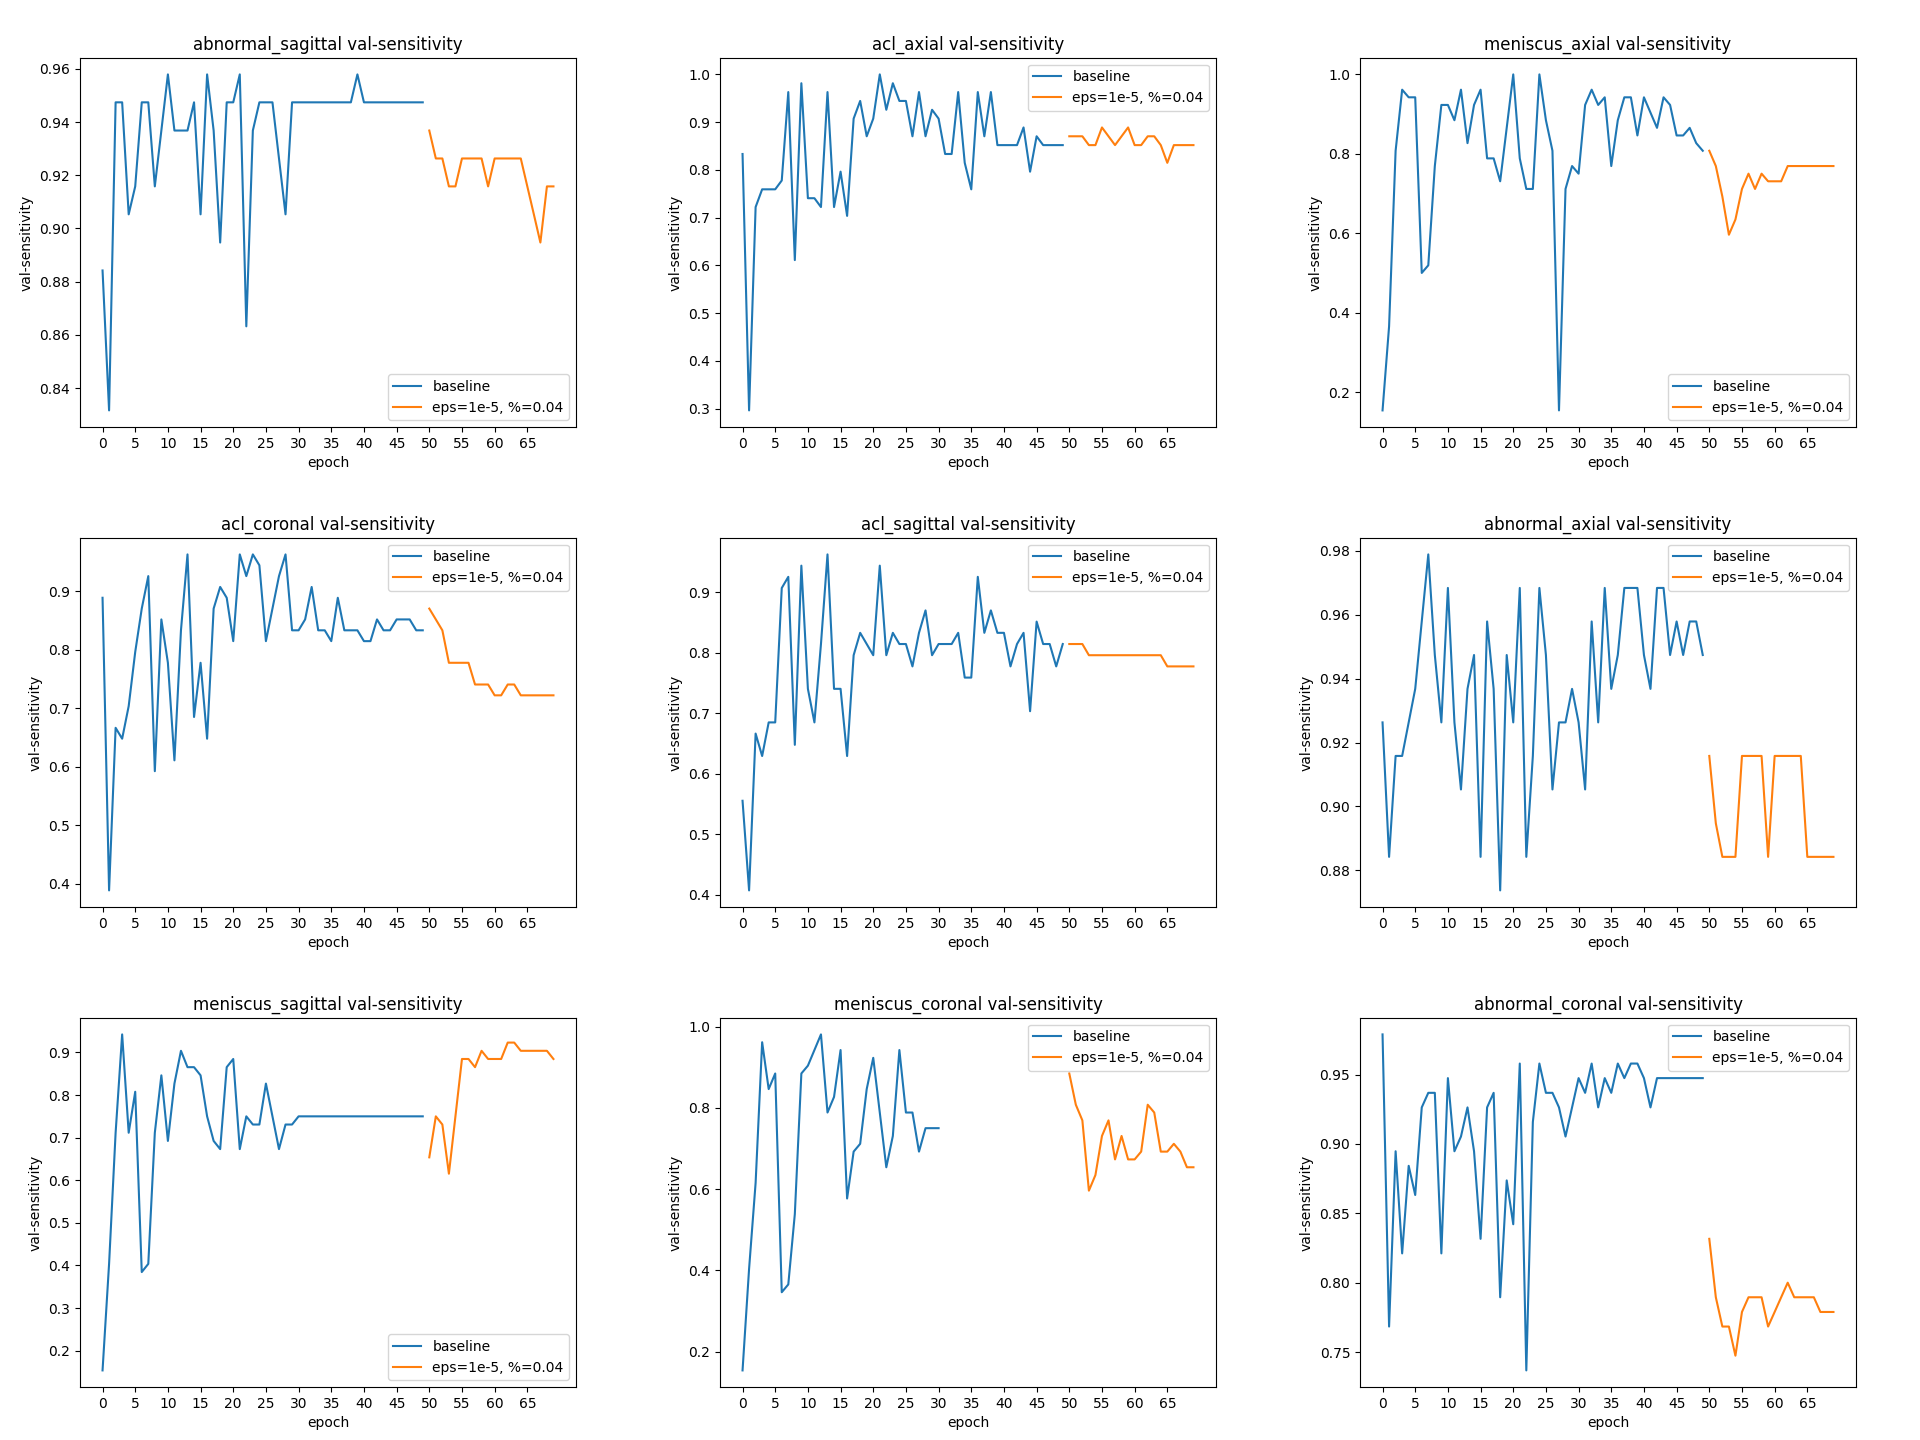 abnormal_sagittal val-sensitivity
val-sensitivity
0.96
0.94
0.92
0.90
0.88
0.86
0.84
baseline
eps=1e-5, %=0.04
0 5 10 15 20 25 30 35 40 45 50 55 60 65
epoch
acl_axial val-sensitivity
val-sensitivity
1.0
0.9
0.8
0.7
0.6
0.5
0.4
0.3
baseline
eps=1e-5, %=0.04
0 5 10 15 20 25 30 35 40 45 50 55 60 65
epoch
meniscus_axial val-sensitivity
val-sensitivity
1.0
0.8
0.6
0.4
0.2
baseline
eps=1e-5, %=0.04
0 5 10 15 20 25 30 35 40 45 50 55 60 65
epoch
acl_coronal val-sensitivity
val-sensitivity
0.9
0.8
0.7
0.6
0.5
0.4
baseline
eps=1e-5, %=0.04
0 5 10 15 20 25 30 35 40 45 50 55 60 65
epoch
acl_sagittal val-sensitivity
val-sensitivity
0.9
0.8
0.7
0.6
0.5
0.4
baseline
eps=1e-5, %=0.04
0 5 10 15 20 25 30 35 40 45 50 55 60 65
epoch
abnormal_axial val-sensitivity
val-sensitivity
0.98
0.96
0.94
0.92
0.90
0.88
baseline
eps=1e-5, %=0.04
0 5 10 15 20 25 30 35 40 45 50 55 60 65
epoch
meniscus_sagittal val-sensitivity
val-sensitivity
0.9
0.8
0.7
0.6
0.5
0.4
0.3
0.2
baseline
eps=1e-5, %=0.04
0 5 10 15 20 25 30 35 40 45 50 55 60 65
epoch
meniscus_coronal val-sensitivity
val-sensitivity
1.0
0.8
0.6
0.4
0.2
baseline
eps=1e-5, %=0.04
0 5 10 15 20 25 30 35 40 45 50 55 60 65
epoch
abnormal_coronal val-sensitivity
val-sensitivity
0.95
0.90
0.85
0.80
0.75
baseline
eps=1e-5, %=0.04
0 5 10 15 20 25 30 35 40 45 50 55 60 65
epoch